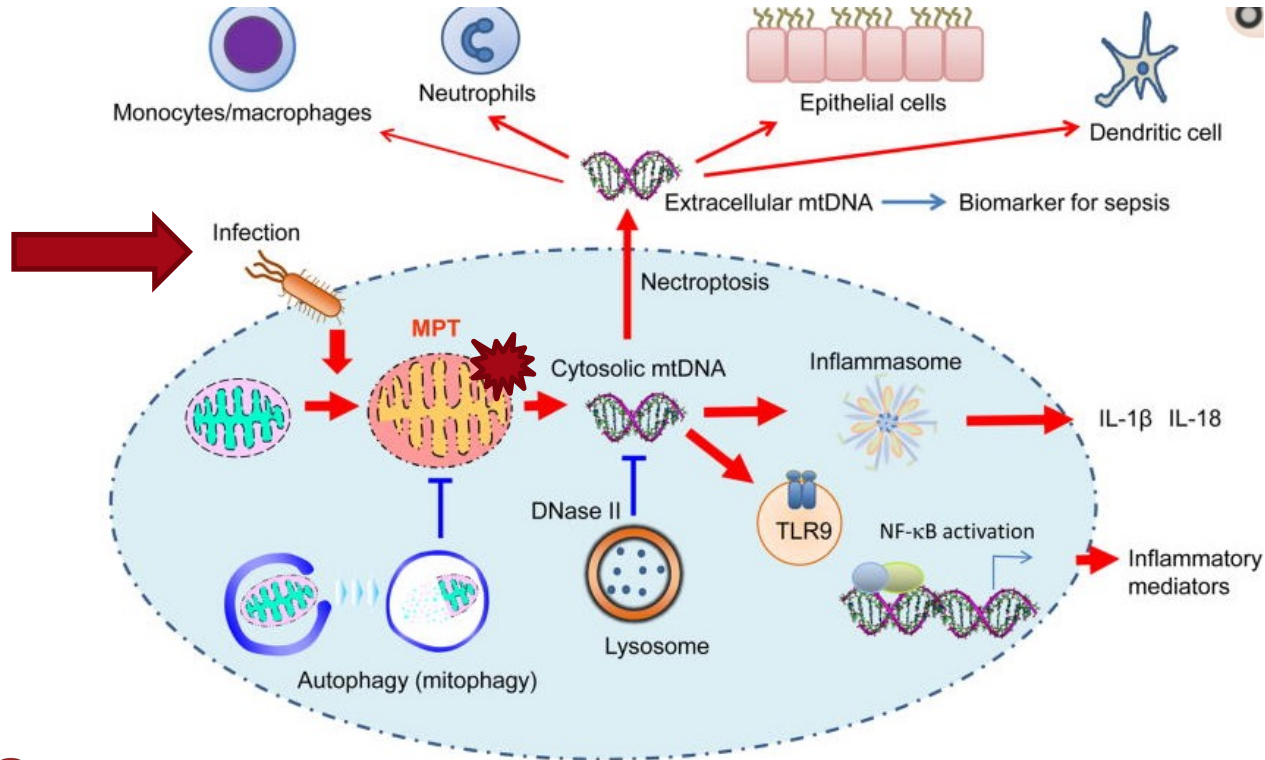 Monocytes/macrophages
Neutrophils
Epithelial cells
Dendritic cell
Extracellular mtDNA
Biomarker for sepsis
Infection
Nectroptosis
MPT
Cytosolic mtDNA
Inflammasome
IL-1β IL-18
DNase II
TLR9
NF-κB activation
Inflammatory
mediators
Lysosome
Autophagy (mitophagy)